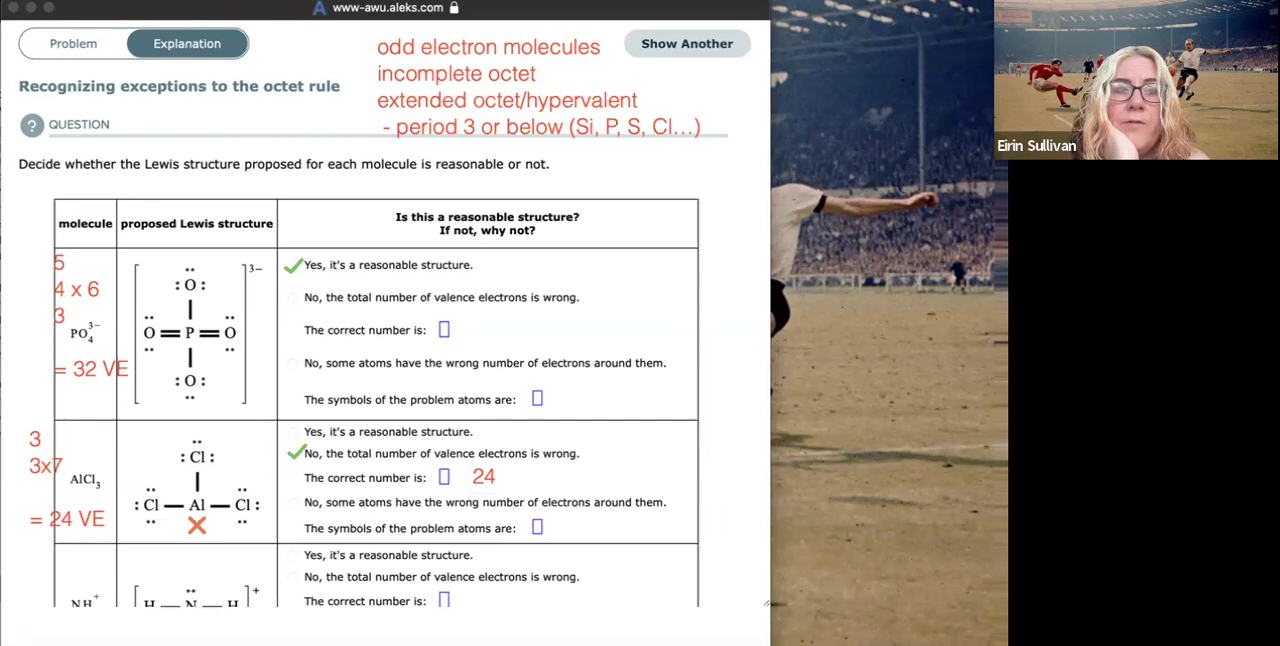 www-awu.aleks.com
Problem
Explanation
Show Another
odd electron molecules
incomplete octet
extended octet/hypervalent
- period 3 or below (Si, P, S, Cl...)
Recognizing exceptions to the octet rule
? QUESTION
Decide whether the Lewis structure proposed for each molecule is reasonable or not.
molecule
proposed Lewis structure
Is this a reasonable structure?
If not, why not?
5
4 x 6
3
PO₄³⁻
= 32 VE
3−
O
O P O
O
Yes, it's a reasonable structure.
No, the total number of valence electrons is wrong.
The correct number is:
No, some atoms have the wrong number of electrons around them.
The symbols of the problem atoms are:
3
3x7
AlCl₃
= 24 VE
Cl
Cl Al Cl
Yes, it's a reasonable structure.
No, the total number of valence electrons is wrong.
The correct number is: 24
No, some atoms have the wrong number of electrons around them.
The symbols of the problem atoms are:
NH +
H N H +
Yes, it's a reasonable structure.
No, the total number of valence electrons is wrong.
The correct number is:
Eirin Sullivan